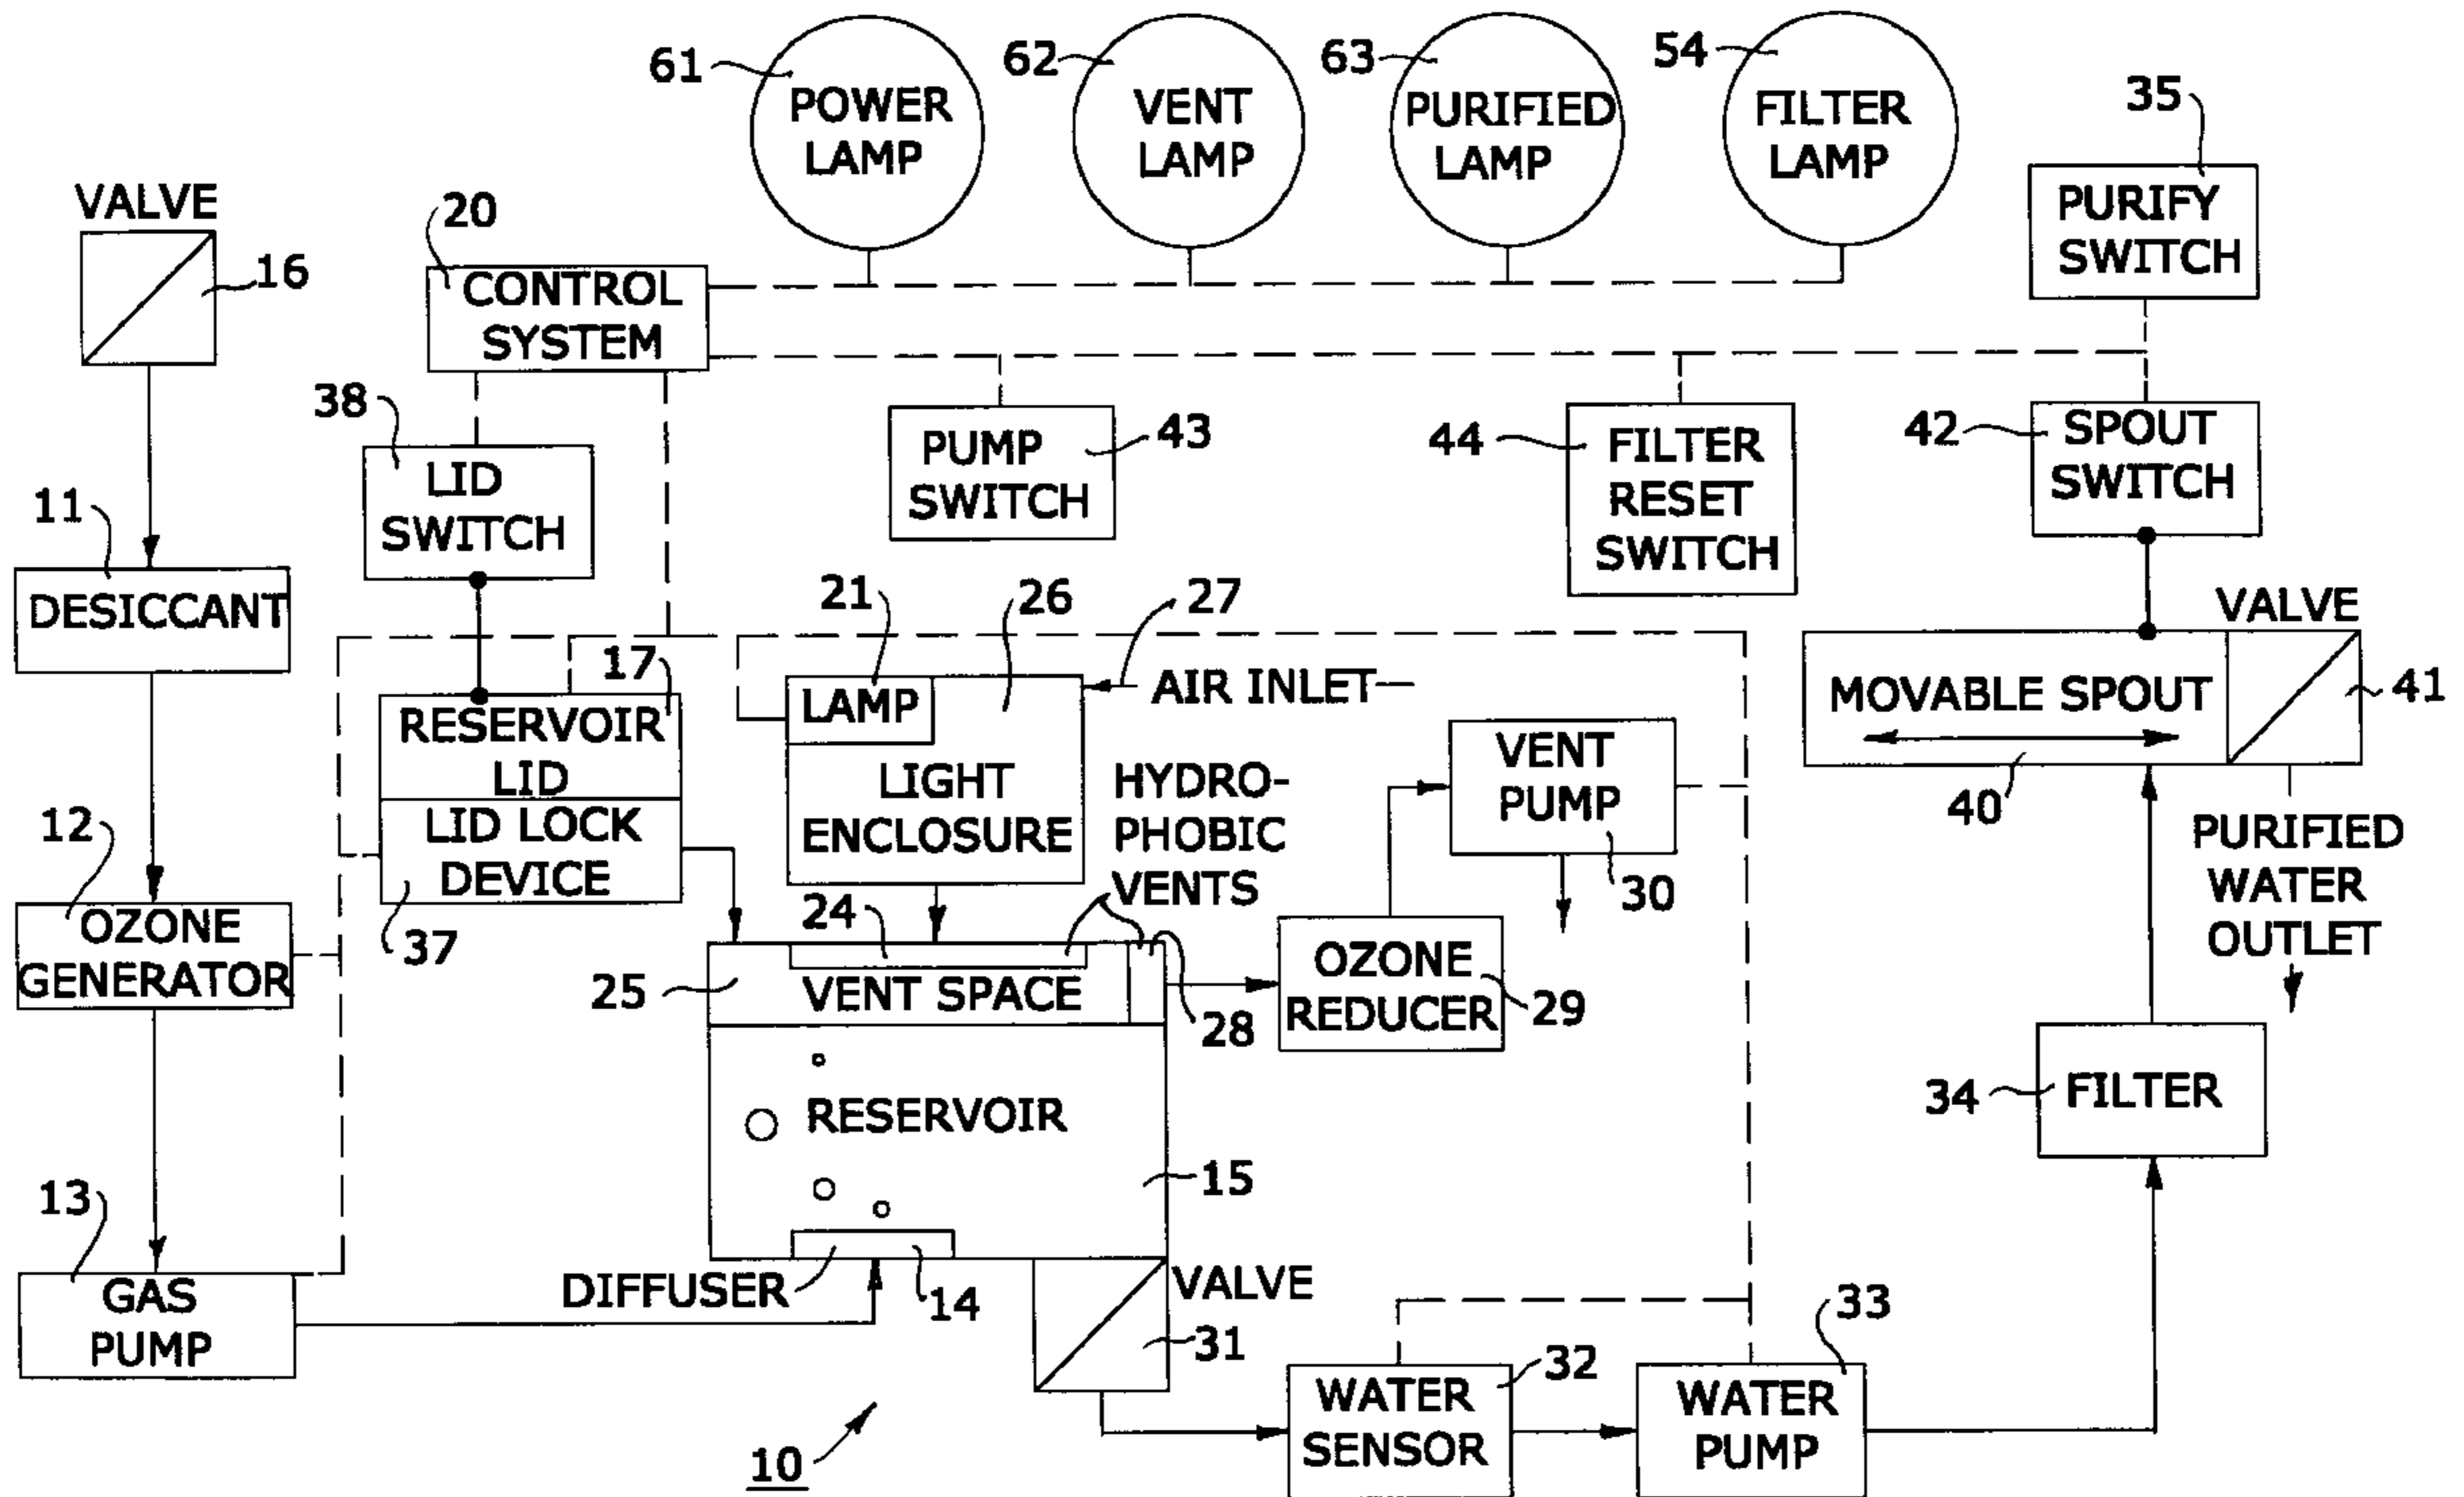 61
POWER
LAMP
62
VENT
LAMP
63
PURIFIED
LAMP
54
FILTER
LAMP
35
PURIFY
SWITCH
VALVE
16
20
CONTROL
SYSTEM
38
LID
SWITCH
PUMP
SWITCH
43
44
FILTER
RESET
SWITCH
42
SPOUT
SWITCH
11
DESICCANT
17
RESERVOIR
LID
LID LOCK
DEVICE
37
21
LAMP
26
27
AIR INLET
LIGHT
ENCLOSURE
HYDRO-
PHOBIC
VENTS
VENT
PUMP
30
VALVE
MOVABLE SPOUT
41
40
PURIFIED
WATER
OUTLET
12
OZONE
GENERATOR
24
25
VENT SPACE
28
OZONE
REDUCER
29
RESERVOIR
15
34
FILTER
13
GAS
PUMP
DIFFUSER
14
VALVE
31
32
WATER
SENSOR
33
WATER
PUMP
10